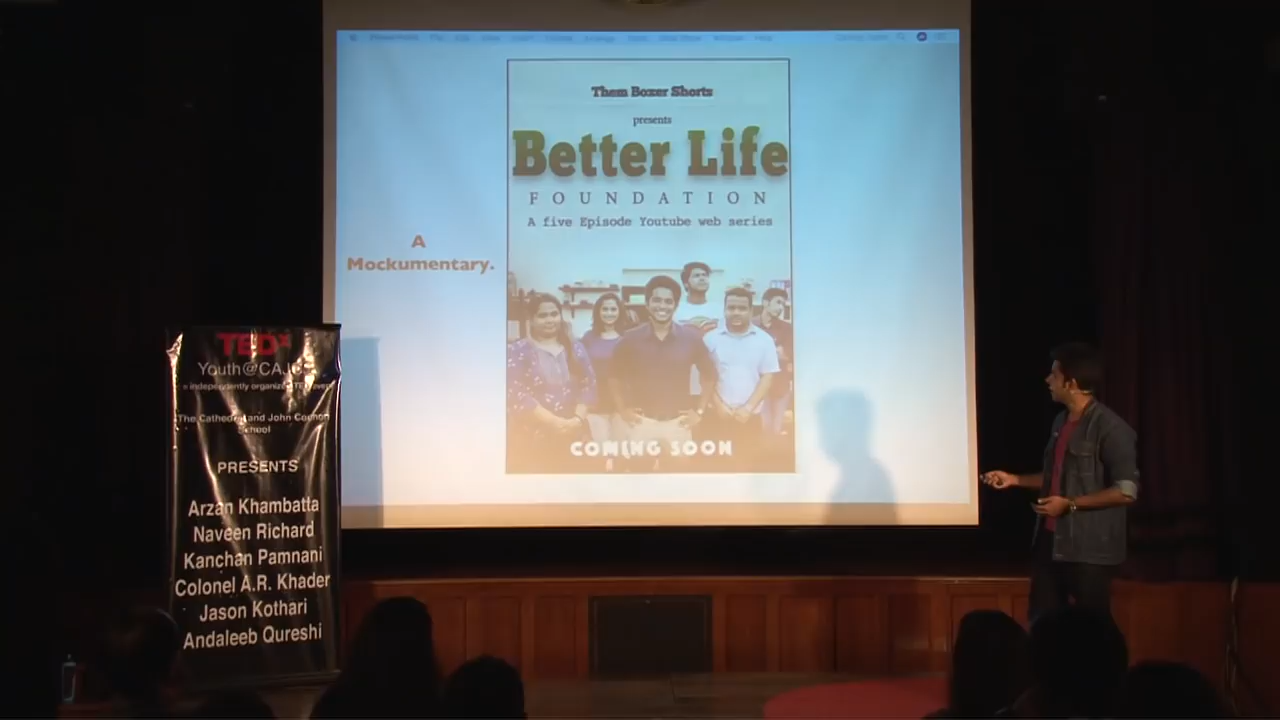 Them Boxer Shorts
presents
Better Life
FOUNDATION
A five Episode Youtube web series
A
Mockumentary.
COMING SOON
TEDx
Youth@CAJCS
The Cathedral and John Connon
School
PRESENTS
Arzan Khambatta
Naveen Richard
Kanchan Pamnani
Colonel A.R. Khader
Jason Kothari
Andaleeb Qureshi